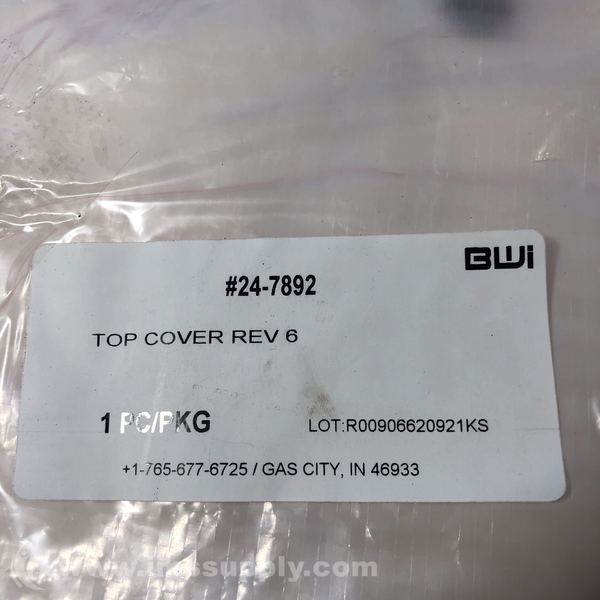 BWi
#24-7892
TOP COVER REV 6
1 PC/PKG
LOT:R00906620921KS
+1-765-677-6725 / GAS CITY, IN 46933